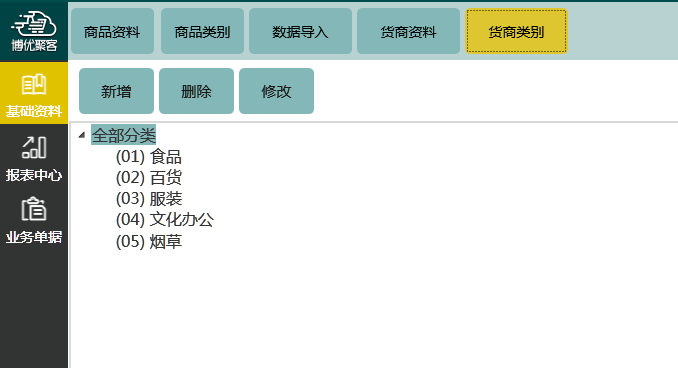 博优聚客
商品资料 商品类别 数据导入 货商资料 货商类别
新增 删除 修改
基础资料
报表中心
业务单据
全部分类
(01) 食品
(02) 百货
(03) 服装
(04) 文化办公
(05) 烟草